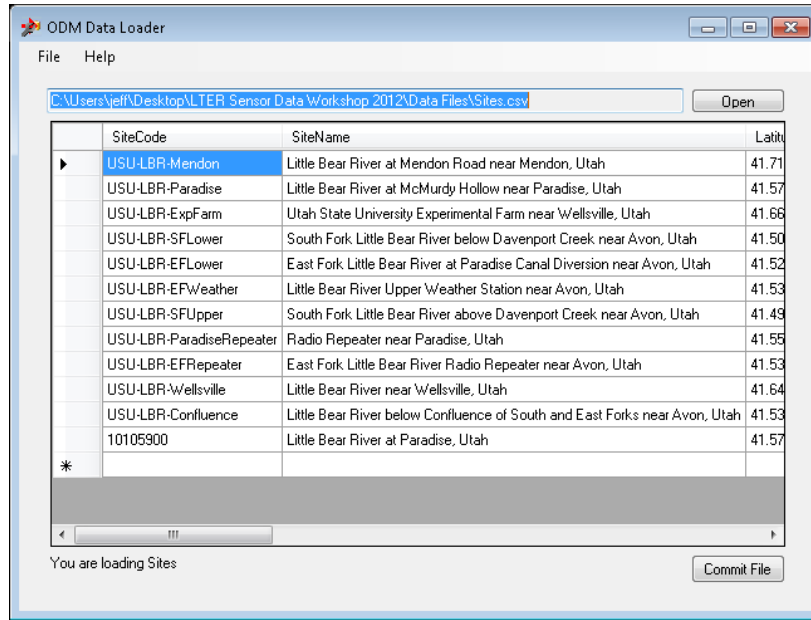 ODM Data Loader
File Help
C:\Users\jeff\Desktop\LTER Sensor Data Workshop 2012\Data Files\Sites.csv Open
SiteCode SiteName Latitu
USU-LBR-Mendon Little Bear River at Mendon Road near Mendon, Utah 41.71
USU-LBR-Paradise Little Bear River at McMurdy Hollow near Paradise, Utah 41.57
USU-LBR-ExpFarm Utah State University Experimental Farm near Wellsville, Utah 41.66
USU-LBR-SFLower South Fork Little Bear River below Davenport Creek near Avon, Utah 41.50
USU-LBR-EFLower East Fork Little Bear River at Paradise Canal Diversion near Avon, Utah 41.52
USU-LBR-EFWeather Little Bear River Upper Weather Station near Avon, Utah 41.53
USU-LBR-SFUpper South Fork Little Bear River above Davenport Creek near Avon, Utah 41.49
USU-LBR-ParadiseRepeater Radio Repeater near Paradise, Utah 41.55
USU-LBR-EFRepeater East Fork Little Bear River Radio Repeater near Avon, Utah 41.53
USU-LBR-Wellsville Little Bear River near Wellsville, Utah 41.64
USU-LBR-Confluence Little Bear River below Confluence of South and East Forks near Avon, Utah 41.53
10105900 Little Bear River at Paradise, Utah 41.57
You are loading Sites Commit File